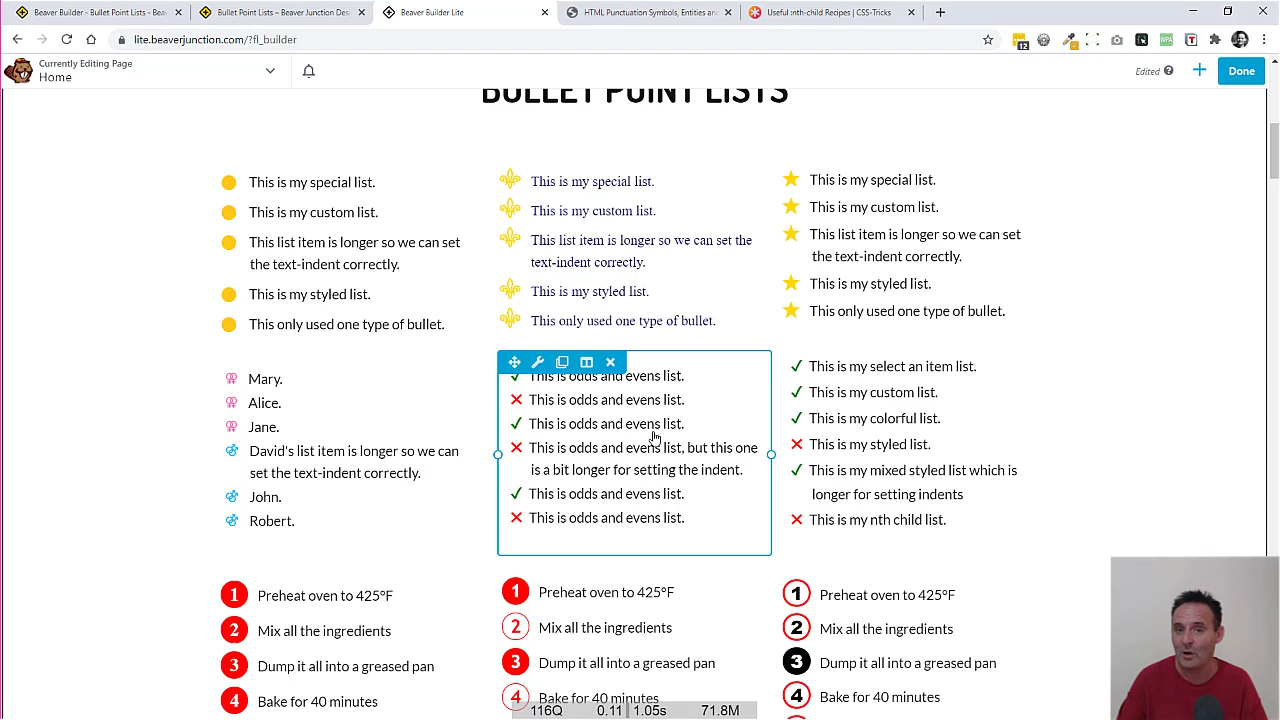 Beaver Builder - Bullet Point Lists - Bea
Bullet Point Lists – Beaver Junction Des
Beaver Builder Lite
HTML Punctuation Symbols, Entities an
Useful :nth-child Recipes | CSS-Tricks
lite.beaverjunction.com/?fl_builder
12
WPA
T
Currently Editing Page
Home
Edited
Done
BULLET POINT LISTS
This is my special list.
This is my custom list.
This list item is longer so we can set
the text-indent correctly.
This is my styled list.
This only used one type of bullet.
This is my special list.
This is my custom list.
This list item is longer so we can set the
text-indent correctly.
This is my styled list.
This only used one type of bullet.
This is my special list.
This is my custom list.
This list item is longer so we can set
the text-indent correctly.
This is my styled list.
This only used one type of bullet.
Mary.
Alice.
Jane.
David's list item is longer so we can
set the text-indent correctly.
John.
Robert.
This is odds and evens list.
This is odds and evens list.
This is odds and evens list.
This is odds and evens list, but this one
is a bit longer for setting the indent.
This is odds and evens list.
This is odds and evens list.
This is my select an item list.
This is my custom list.
This is my colorful list.
This is my styled list.
This is my mixed styled list which is
longer for setting indents
This is my nth child list.
1 Preheat oven to 425°F
2 Mix all the ingredients
3 Dump it all into a greased pan
4 Bake for 40 minutes
1 Preheat oven to 425°F
2 Mix all the ingredients
3 Dump it all into a greased pan
4 Bake for 40 minutes
1 Preheat oven to 425°F
2 Mix all the ingredients
3 Dump it all into a greased pan
4 Bake for 40 minutes
116Q 0.11 1.05s 71.8M